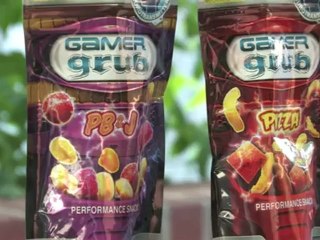 GAMER
grub
PB+J
PERFORMANCE SNACK
GAMER
grub
PIZZA
PERFORMANCE SNACK